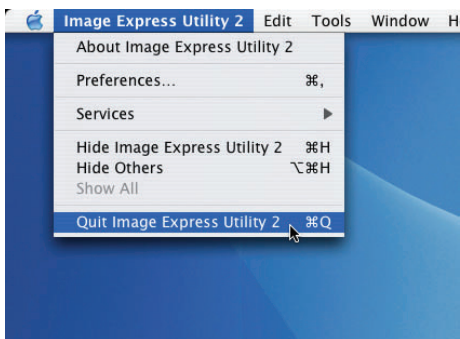 Image Express Utility 2 Edit Tools Window H
About Image Express Utility 2
Preferences... ⌘,
Services
Hide Image Express Utility 2 ⌘H
Hide Others ⌥⌘H
Show All
Quit Image Express Utility 2 ⌘Q